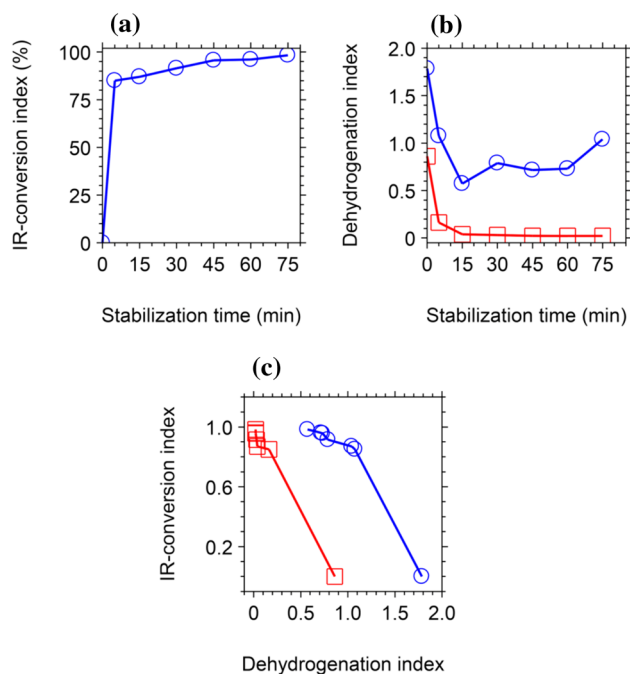 (a)
IR-conversion index (%)
100
75
50
25
0
0 15 30 45 60 75
Stabilization time (min)
(b)
Dehydrogenation index
2.0
1.5
1.0
0.5
0
0 15 30 45 60 75
Stabilization time (min)
(c)
IR-conversion index
1.0
0.6
0.2
0 0.5 1.0 1.5 2.0
Dehydrogenation index